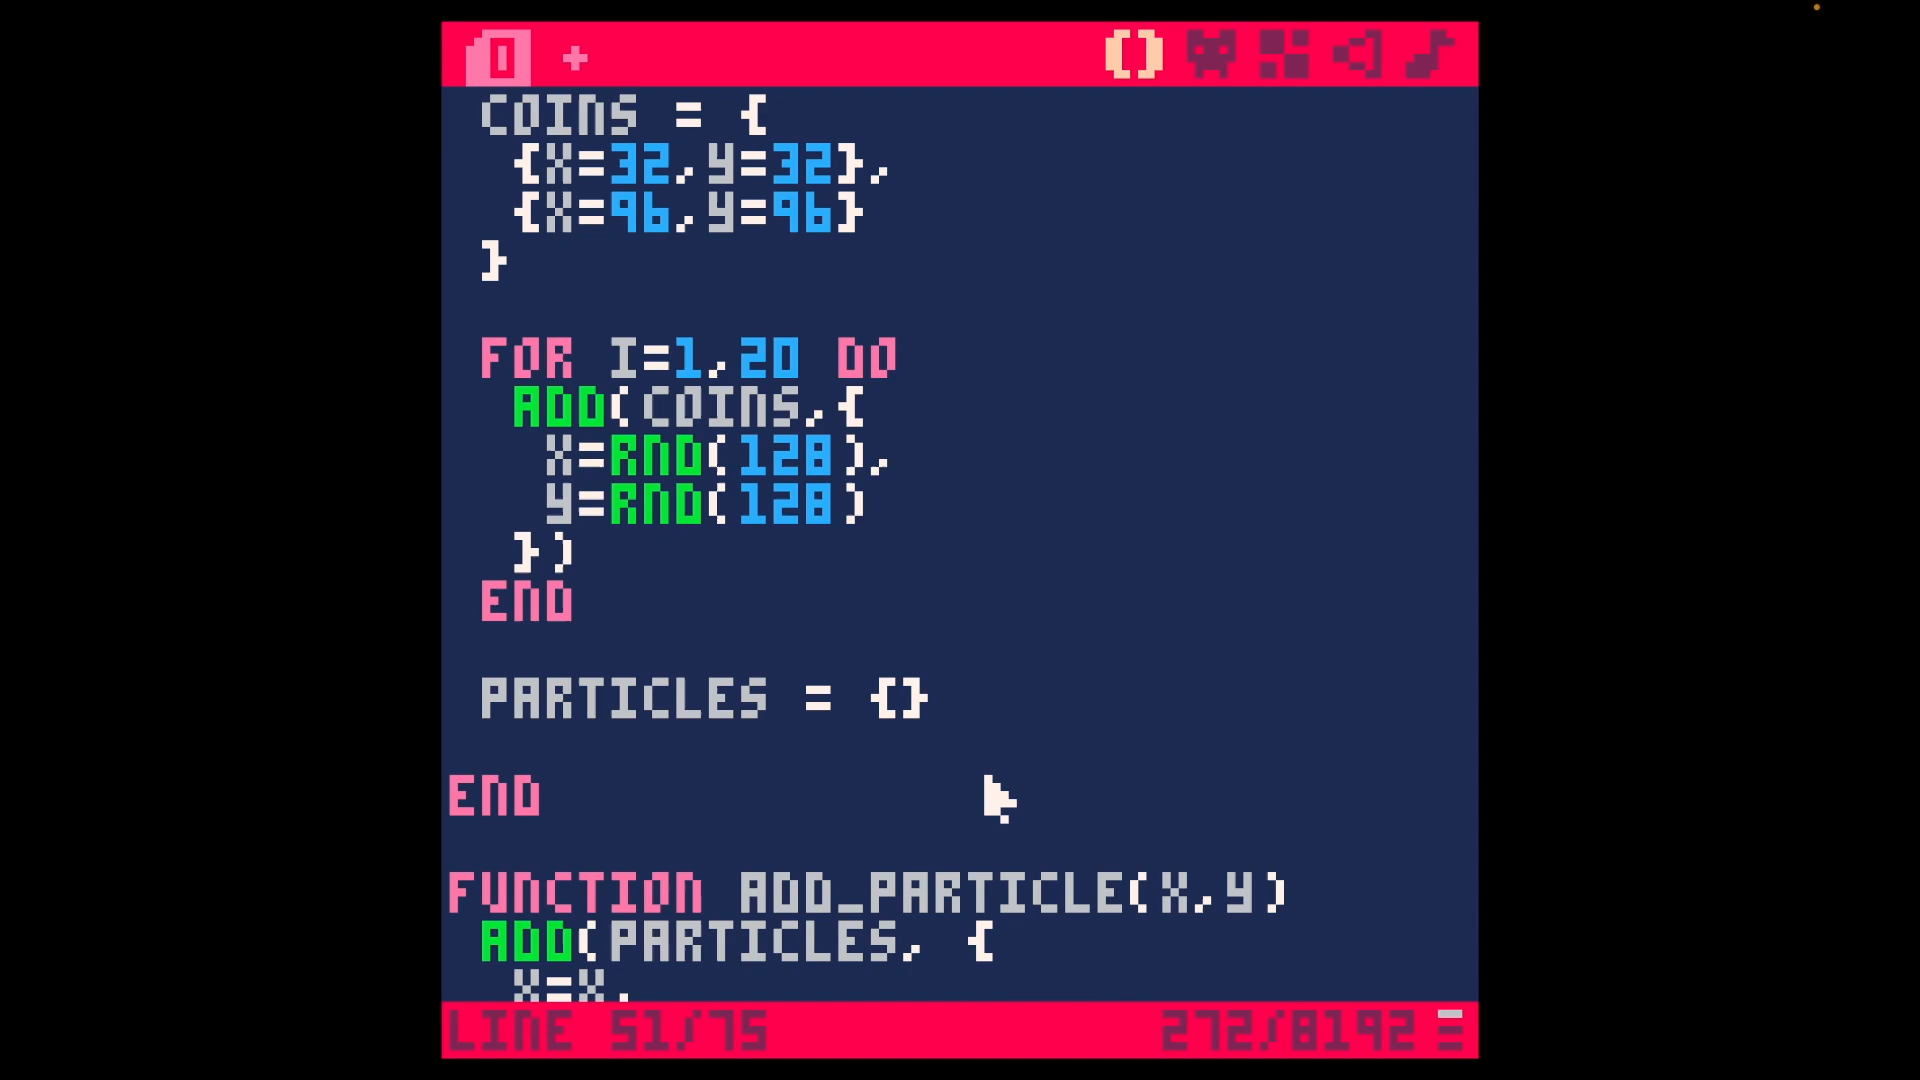 0 +
COINS = {
{X=32,Y=32},
{X=96,Y=96}
}
FOR I=1,20 DO
ADD(COINS,{
X=RND(128),
Y=RND(128)
})
END
PARTICLES = {}
END
FUNCTION ADD_PARTICLE(X,Y)
ADD(PARTICLES, {
X=X,
LINE 51/75
272/8192